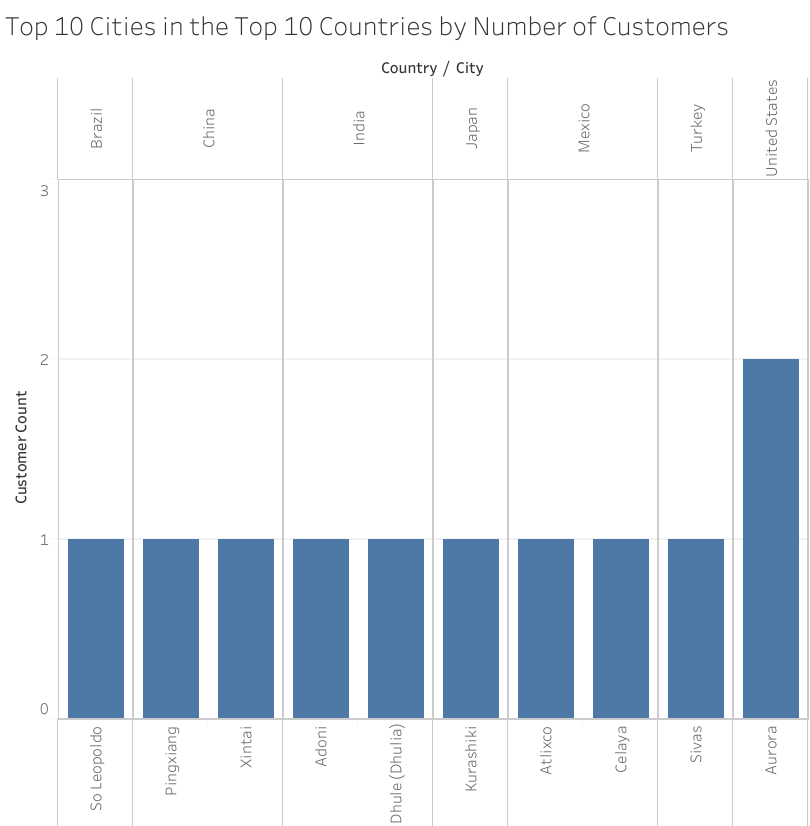 Top 10 Cities in the Top 10 Countries by Number of Customers
Country / City
Brazil
China
India
Japan
Mexico
Turkey
United States
3
2
1
0
Customer Count
So Leopoldo
Pingxiang
Xintai
Adoni
Dhule (Dhulia)
Kurashiki
Atlixco
Celaya
Sivas
Aurora